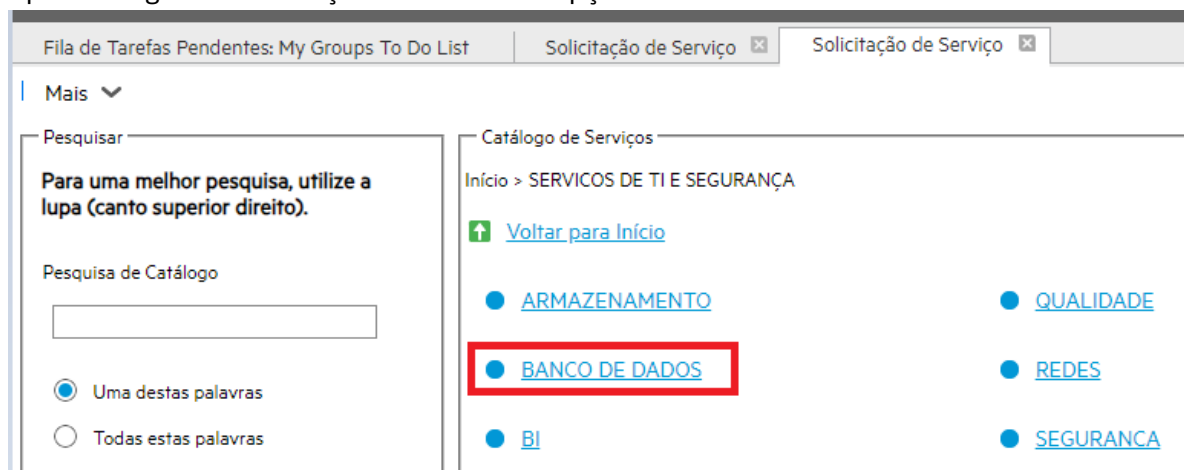 Fila de Tarefas Pendentes: My Groups To Do List
Solicitação de Serviço
Solicitação de Serviço
Mais
Pesquisar
Para uma melhor pesquisa, utilize a
lupa (canto superior direito).
Pesquisa de Catálogo
Uma destas palavras
Todas estas palavras
Catálogo de Serviços
Início > SERVICOS DE TI E SEGURANÇA
Voltar para Início
ARMAZENAMENTO
QUALIDADE
BANCO DE DADOS
REDES
BI
SEGURANCA